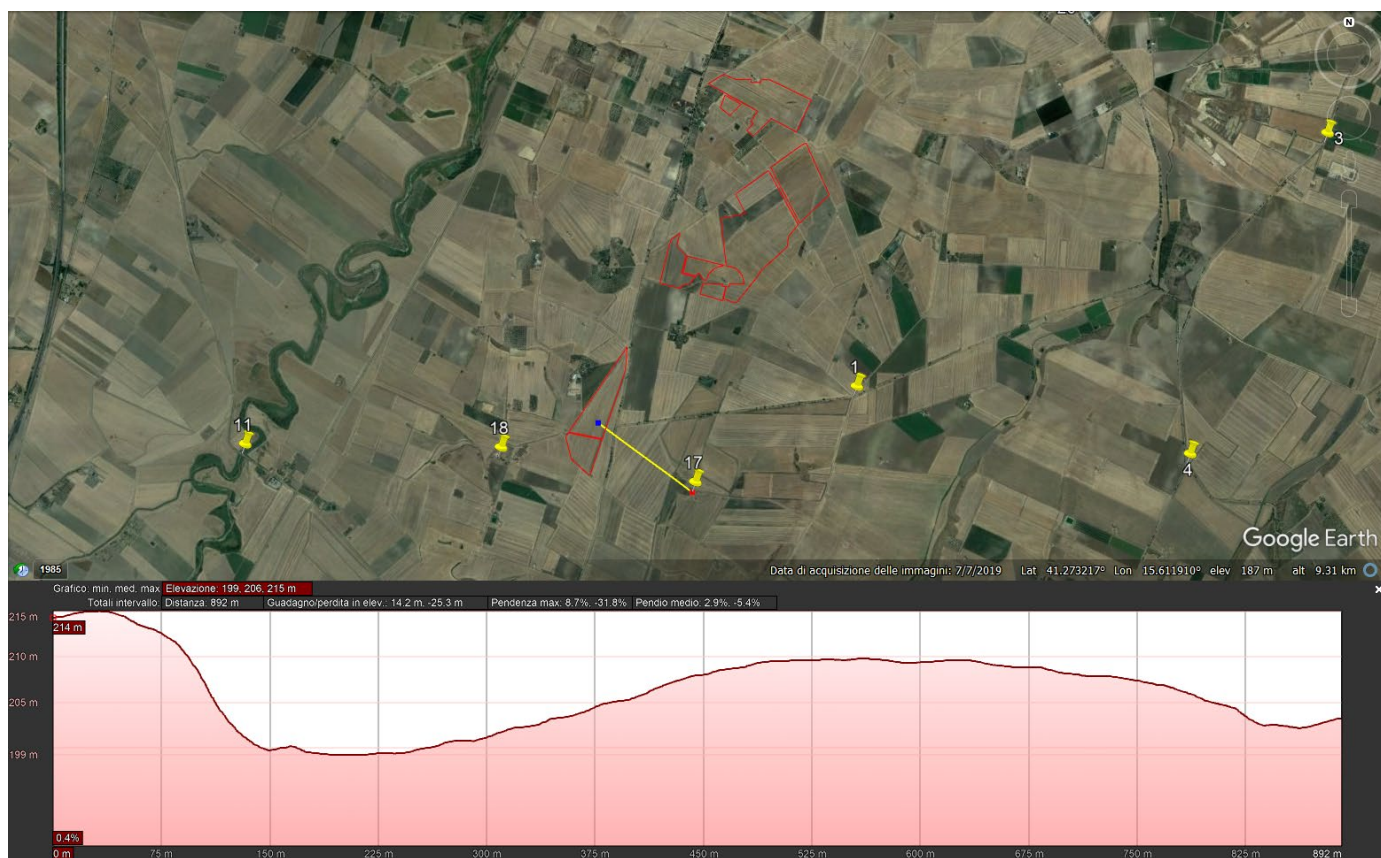 N
3
1
11
18
17
4
Google Earth
1985
Data di acquisizione delle immagini: 7/7/2019 Lat 41.273217° Lon 15.611910° elev 187 m alt 9.31 km
Grafico: min. med. max. Elevazione: 199, 206, 215 m
Totali intervallo: Distanza: 892 m Guadagno/perdita in elev.: 14.2 m, -25.3 m Pendenza max: 8.7%, -31.8% Pendio medio: 2.9%, -5.4%
215 m
214 m
210 m
205 m
199 m
0.4%
0 m 75 m 150 m 225 m 300 m 375 m 450 m 525 m 600 m 675 m 750 m 825 m 892 m